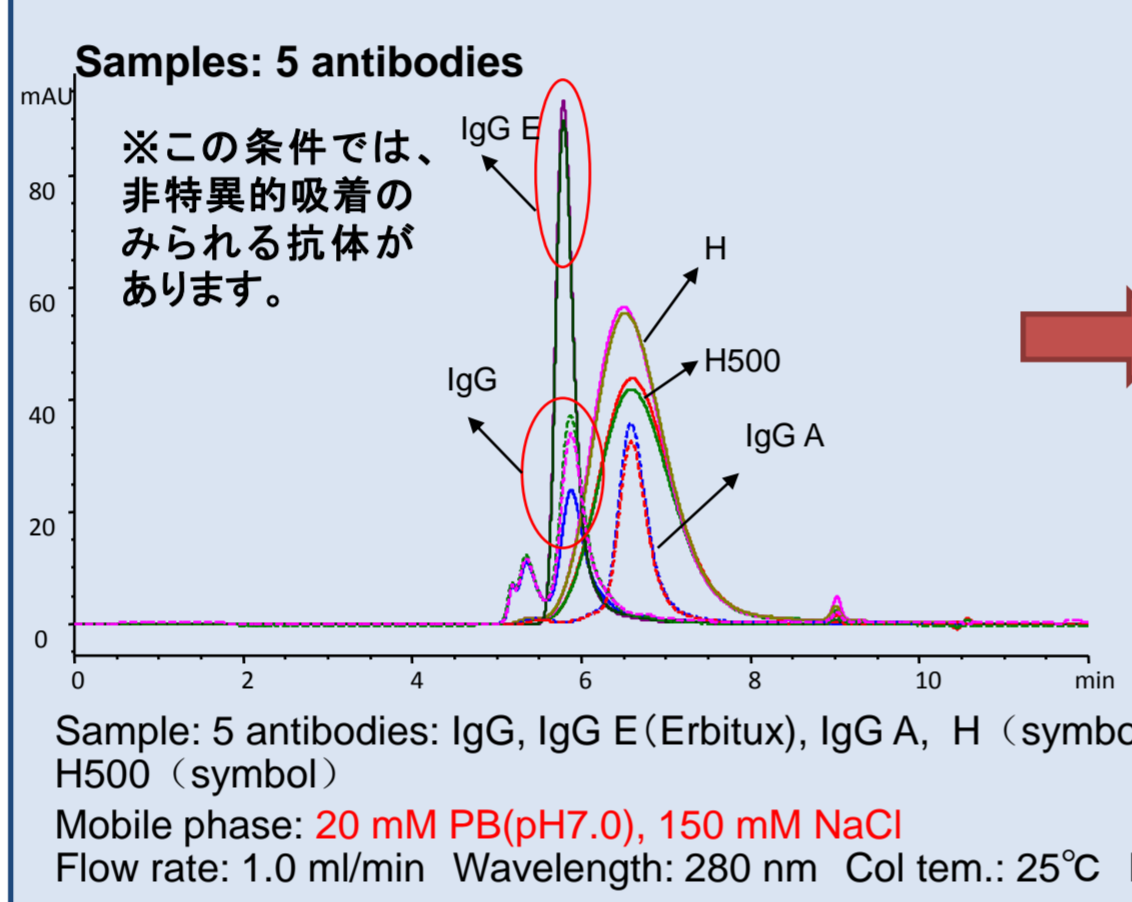 Samples: 5 antibodies
mAU
※この条件では、
非特異的吸着の
みられる抗体が
あります。
IgG E
H
H500
IgG
IgG A
80
60
40
20
0
0 2 4 6 8 10 min
Sample: 5 antibodies: IgG, IgG E（Erbitux), IgG A, H （symbo
H500（symbol）
Mobile phase: 20 mM PB(pH7.0), 150 mM NaCl
Flow rate: 1.0 ml/min Wavelength: 280 nm Col tem.: 25℃